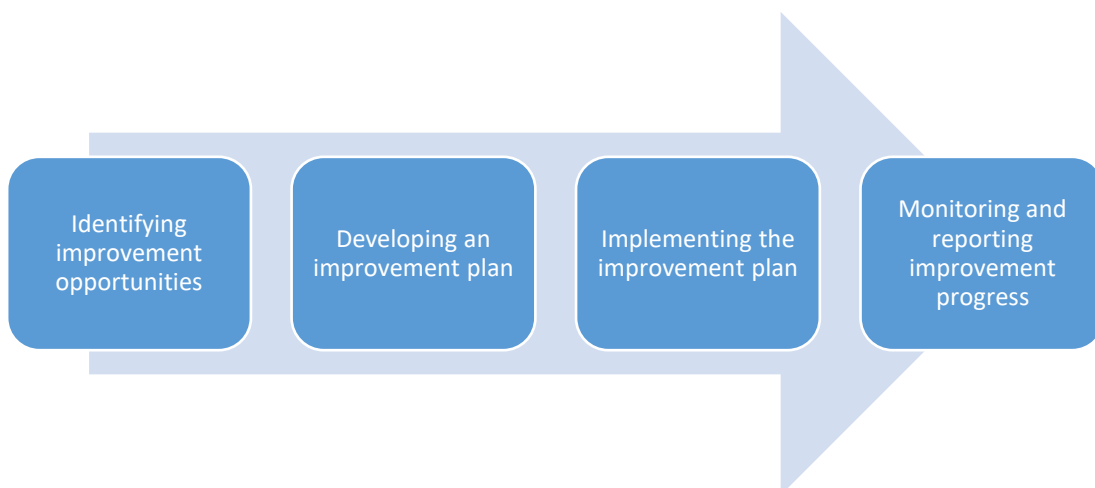 Identifying
improvement
opportunities
Developing an
improvement plan
Implementing the
improvement plan
Monitoring and
reporting
improvement
progress